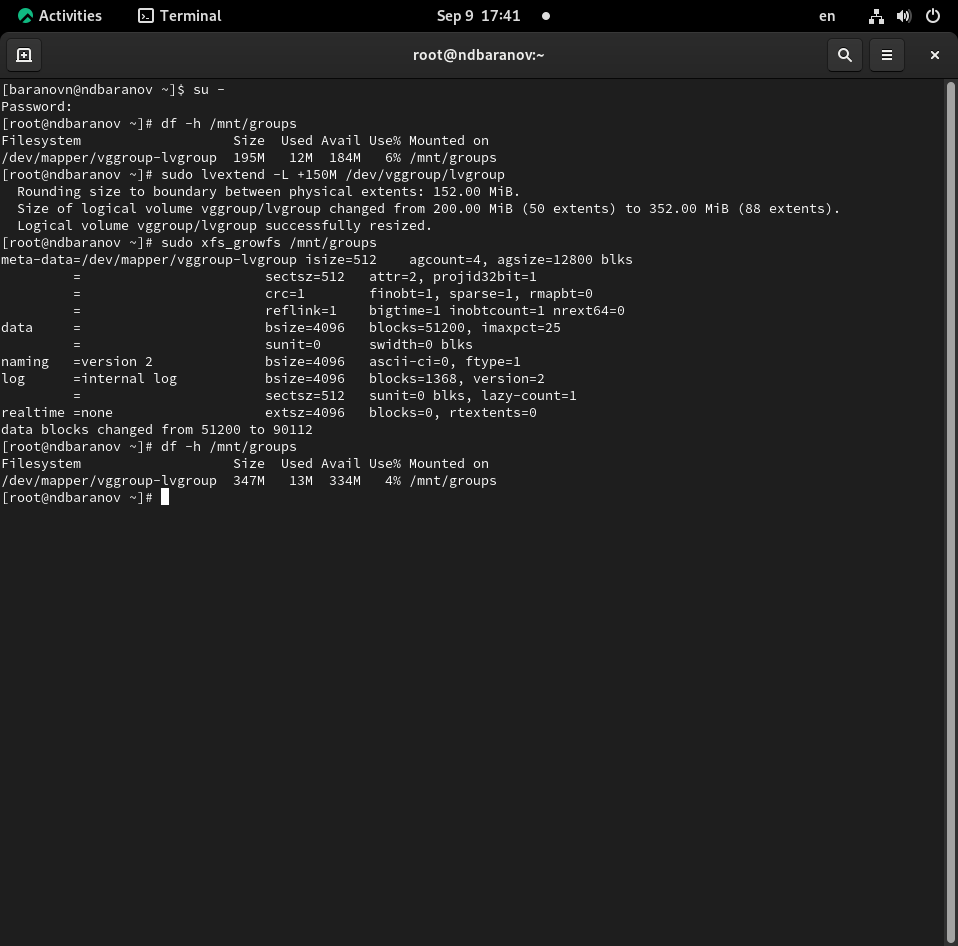 Activities Terminal Sep 9 17:41 en
root@ndbaranov:~
[baranovn@ndbaranov ~]$ su -
Password:
[root@ndbaranov ~]# df -h /mnt/groups
Filesystem                   Size  Used Avail Use% Mounted on
/dev/mapper/vggroup-lvgroup  195M   12M  184M   6% /mnt/groups
[root@ndbaranov ~]# sudo lvextend -L +150M /dev/vggroup/lvgroup
  Rounding size to boundary between physical extents: 152.00 MiB.
  Size of logical volume vggroup/lvgroup changed from 200.00 MiB (50 extents) to 352.00 MiB (88 extents).
  Logical volume vggroup/lvgroup successfully resized.
[root@ndbaranov ~]# sudo xfs_growfs /mnt/groups
meta-data=/dev/mapper/vggroup-lvgroup isize=512    agcount=4, agsize=12800 blks
         =                       sectsz=512   attr=2, projid32bit=1
         =                       crc=1        finobt=1, sparse=1, rmapbt=0
         =                       reflink=1    bigtime=1 inobtcount=1 nrext64=0
data     =                       bsize=4096   blocks=51200, imaxpct=25
         =                       sunit=0      swidth=0 blks
naming   =version 2              bsize=4096   ascii-ci=0, ftype=1
log      =internal log           bsize=4096   blocks=1368, version=2
         =                       sectsz=512   sunit=0 blks, lazy-count=1
realtime =none                   extsz=4096   blocks=0, rtextents=0
data blocks changed from 51200 to 90112
[root@ndbaranov ~]# df -h /mnt/groups
Filesystem                   Size  Used Avail Use% Mounted on
/dev/mapper/vggroup-lvgroup  347M   13M  334M   4% /mnt/groups
[root@ndbaranov ~]#